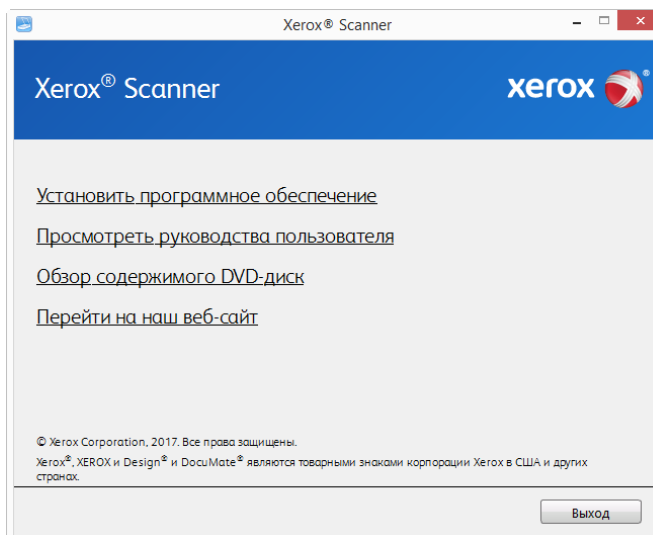 Xerox® Scanner
Xerox® Scanner
xerox ®
Установить программное обеспечение
Просмотреть руководства пользователя
Обзор содержимого DVD-диск
Перейти на наш веб-сайт
© Xerox Corporation, 2017. Все права защищены.
Xerox®, XEROX и Design® и DocuMate® являются товарными знаками корпорации Xerox в США и других
странах.
Выход